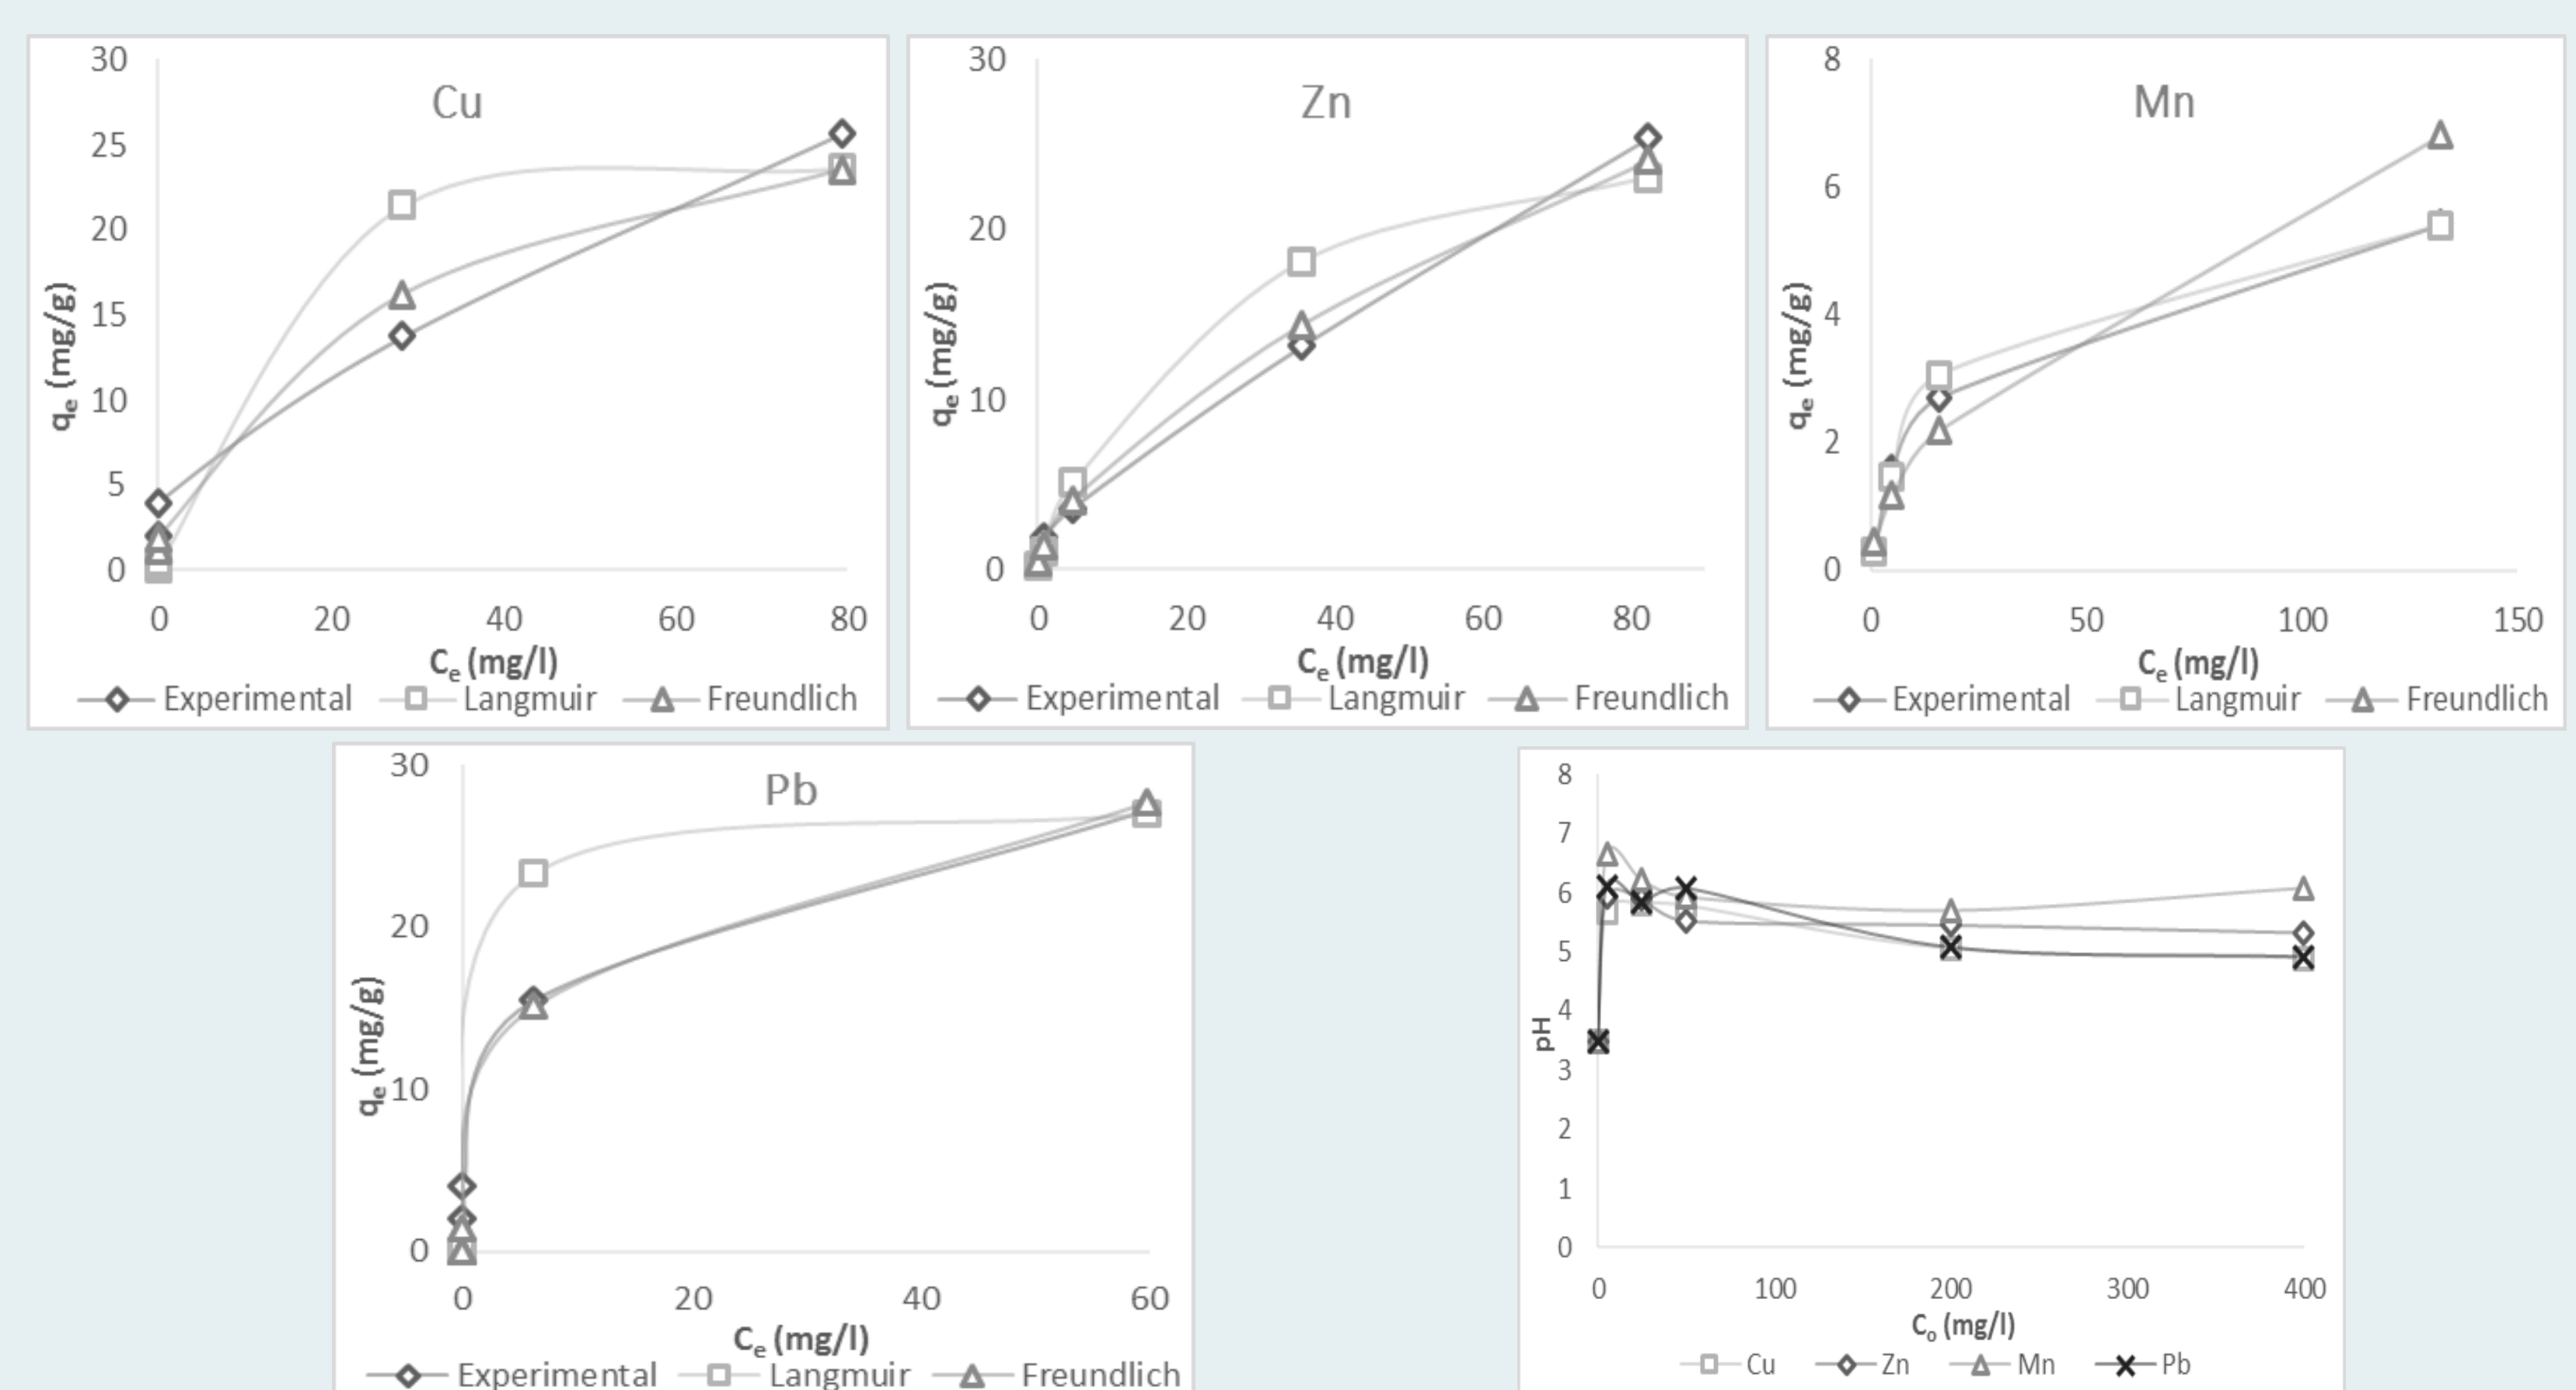 Cu
30
25
20
15
10
5
0
0 20 40 60 80
qe (mg/g)
Ce (mg/l)
Experimental Langmuir Freundlich
Zn
30
20
10
0
0 20 40 60 80
qe (mg/g)
Ce (mg/l)
Experimental Langmuir Freundlich
Mn
8
6
4
2
0
0 50 100 150
qe (mg/g)
Ce (mg/l)
Experimental Langmuir Freundlich
Pb
30
20
10
0
0 20 40 60
qe (mg/g)
Ce (mg/l)
Experimental Langmuir Freundlich
8
7
6
5
4
3
2
1
0
0 100 200 300 400
pH
Co (mg/l)
Cu Zn Mn Pb